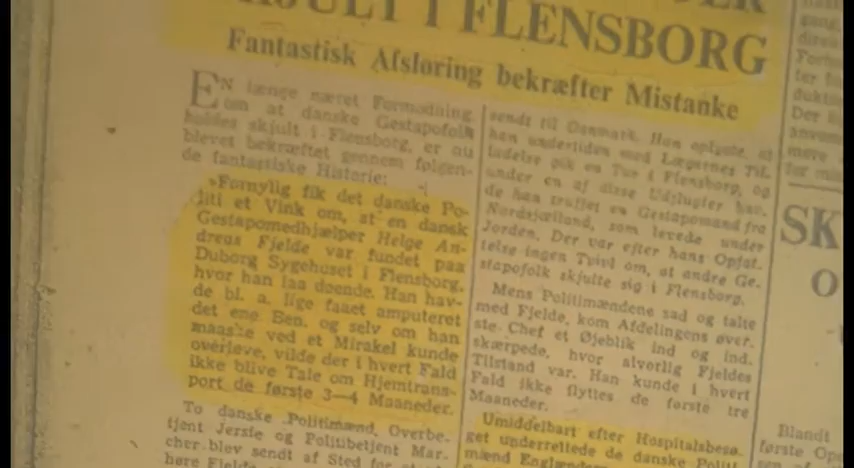 SKJULT I FLENSBORG
Fantastisk Afsløring bekræfter Mistanke
EN længe næret Formodning
om at danske Gestapofolk
holdes skjult i Flensborg, er nu
blevet bekræftet gennem følgen-
de fantastiske Historie:
»Fornylig fik det danske Po-
liti et Vink om, at en dansk
Gestapomedhjælper Helge An-
dreas Fjelde var fundet paa
Duborg Sygehuset i Flensborg,
hvor han laa døende. Han hav-
de bl. a. lige faaet amputeret
det ene Ben, og selv om han
maaske ved et Mirakel kunde
overleve, vilde der i hvert Fald
ikke blive Tale om Hjemtrans-
port de første 3—4 Maaneder.
To danske Politimænd, Overbe-
tjent Jersie og Politibetjent Mar-
cher blev sendt af Sted for
høre
sendt til Danmark. Han oplyste, at
han undertiden med Lægernes Til-
ladelse gik en Tur i Flensborg, og
under en af disse Udflugter hav-
de han truffet en Gestapomand fra
Nordsjælland, som levede under
Jorden. Der var efter hans Opfat-
telse ingen Tvivl om, at andre Ge-
stapofolk skjulte sig i Flensborg.
Mens Politimændene sad og talte
med Fjelde, kom Afdelingens øver-
ste Chef et Øjeblik ind og ind-
skærpede, hvor alvorlig Fjeldes
Tilstand var. Han kunde i hvert
Fald ikke flyttes de første tre
Maaneder.
Umiddelbart efter Hospitalsbesø-
get underrettede de danske Politi-
mænd
SK
O
Blandt
første Ope